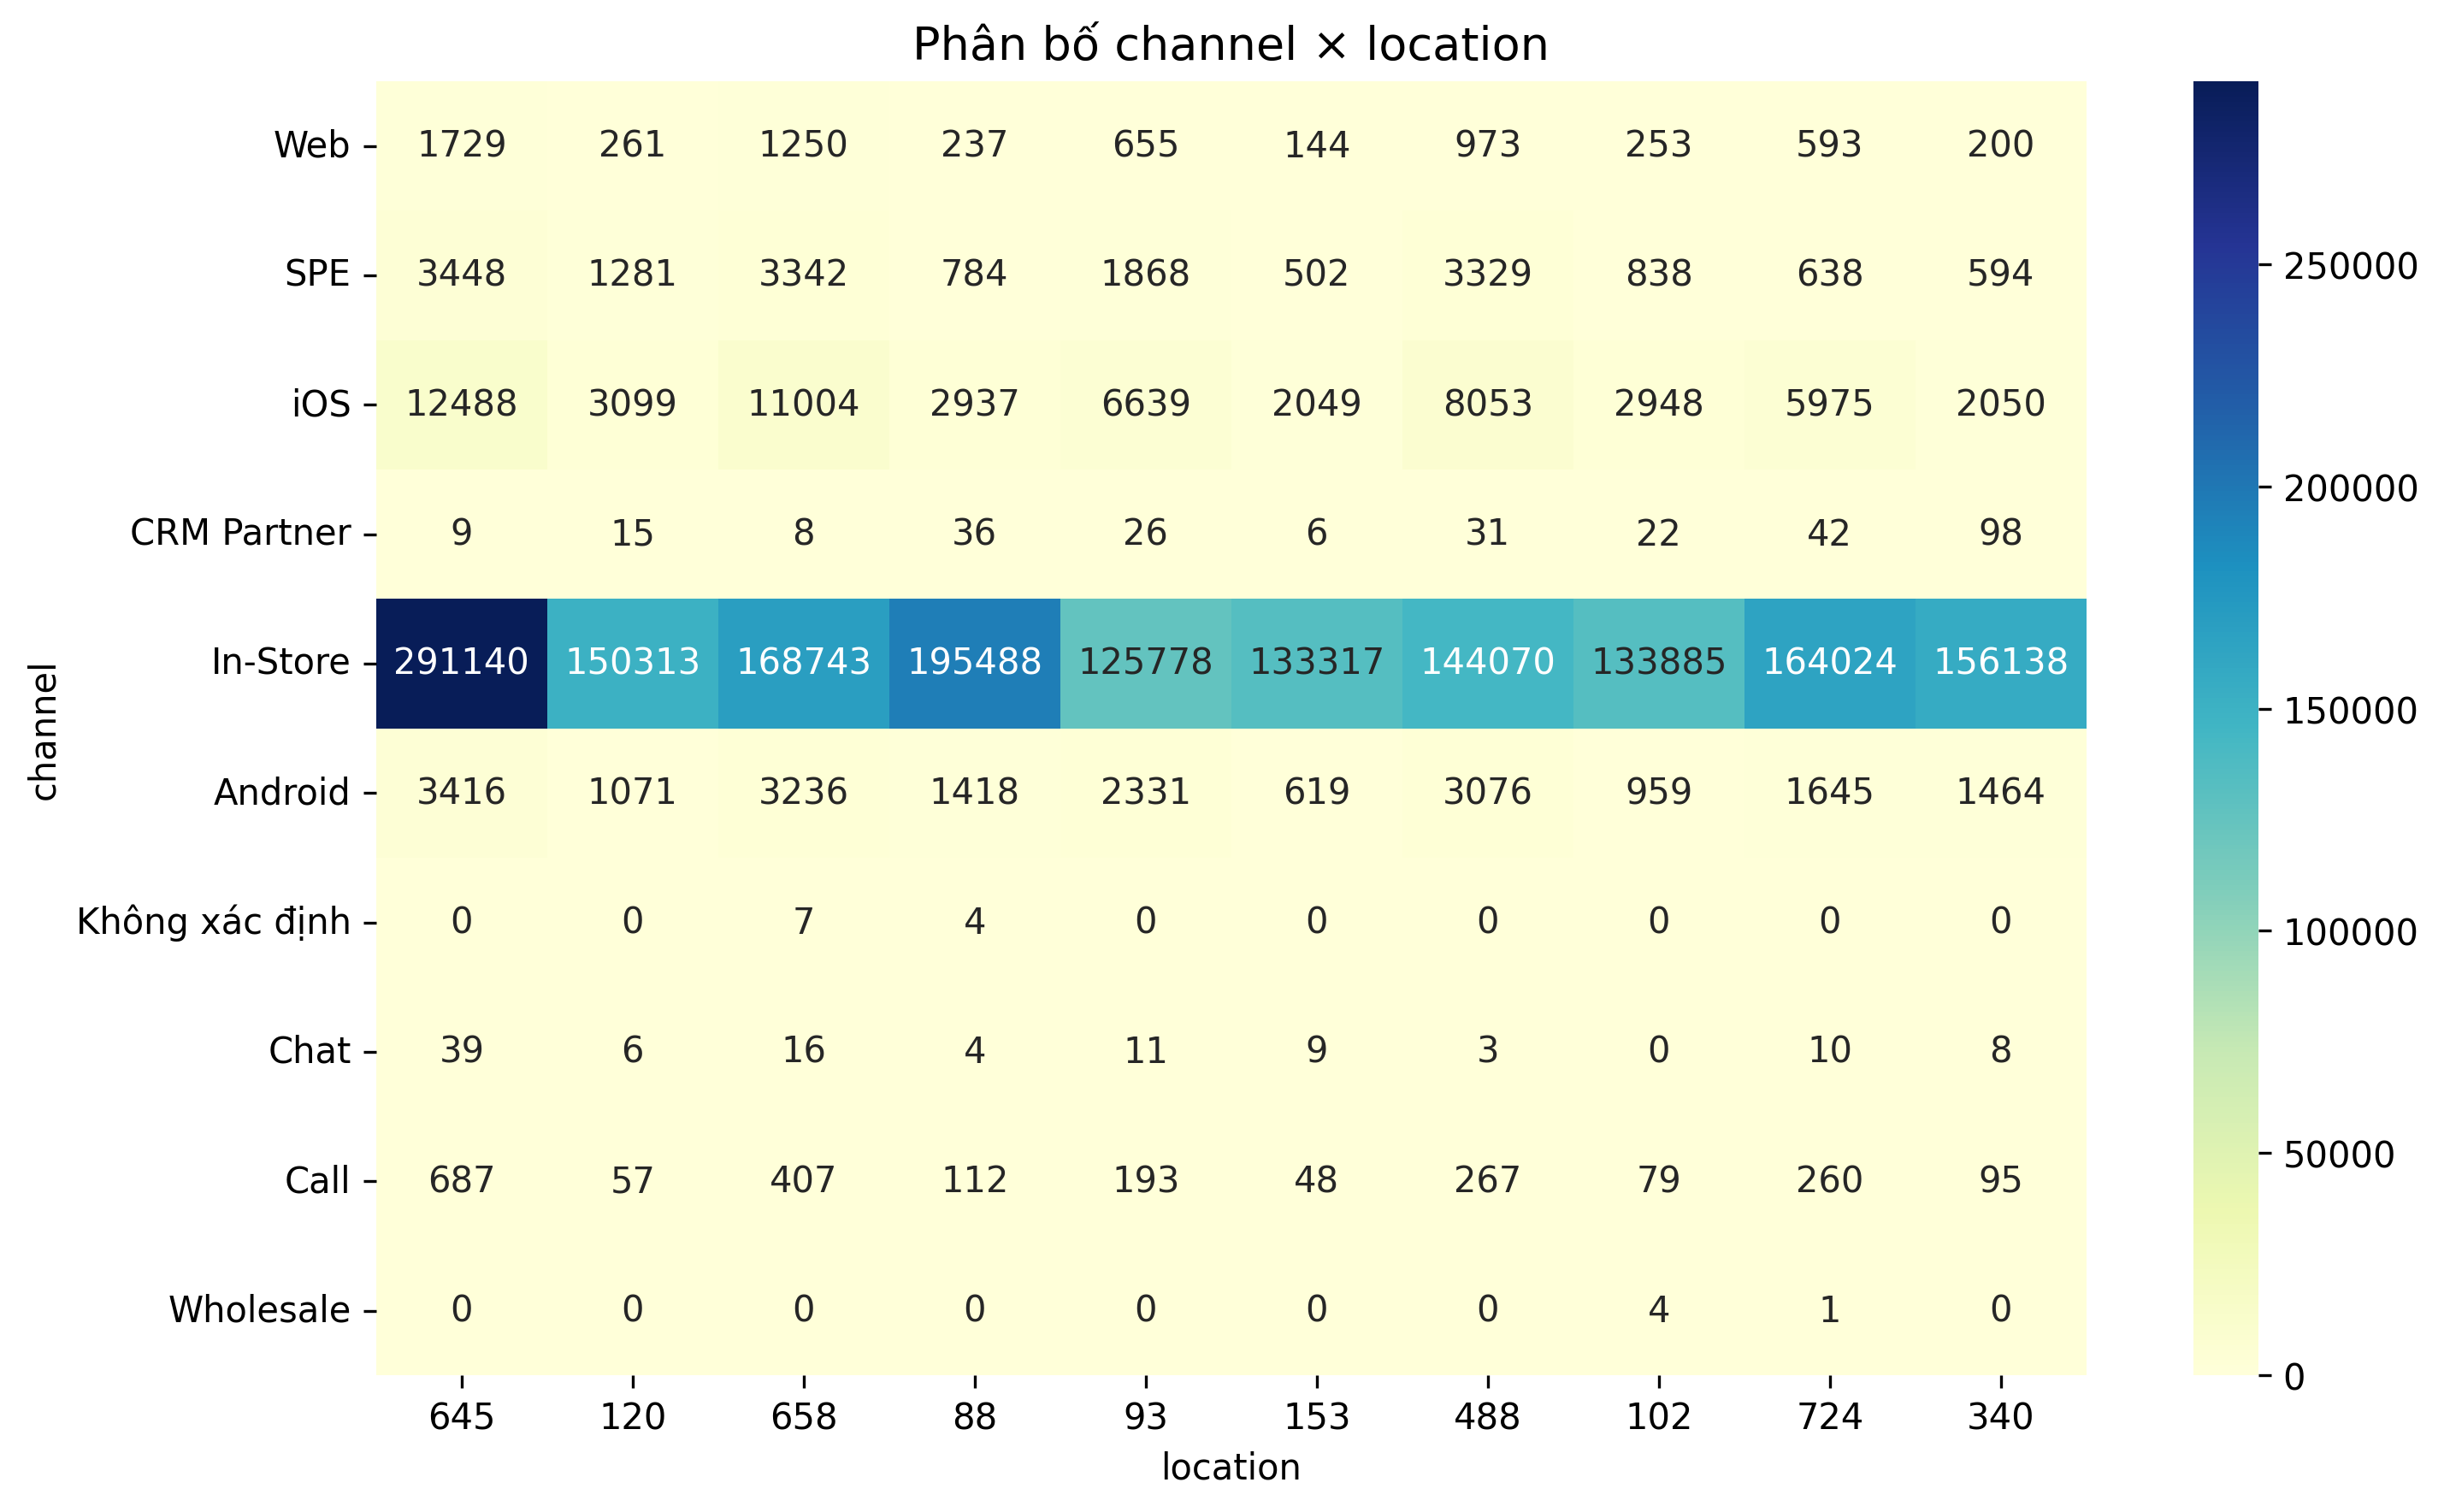 Phân bố channel × location
Web 1729 261 1250 237 655 144 973 253 593 200
SPE 3448 1281 3342 784 1868 502 3329 838 638 594
iOS 12488 3099 11004 2937 6639 2049 8053 2948 5975 2050
CRM Partner 9 15 8 36 26 6 31 22 42 98
In-Store 291140 150313 168743 195488 125778 133317 144070 133885 164024 156138
Android 3416 1071 3236 1418 2331 619 3076 959 1645 1464
Không xác định 0 0 7 4 0 0 0 0 0 0
Chat 39 6 16 4 11 9 3 0 10 8
Call 687 57 407 112 193 48 267 79 260 95
Wholesale 0 0 0 0 0 0 0 4 1 0
645 120 658 88 93 153 488 102 724 340
location
channel
250000
200000
150000
100000
50000
0